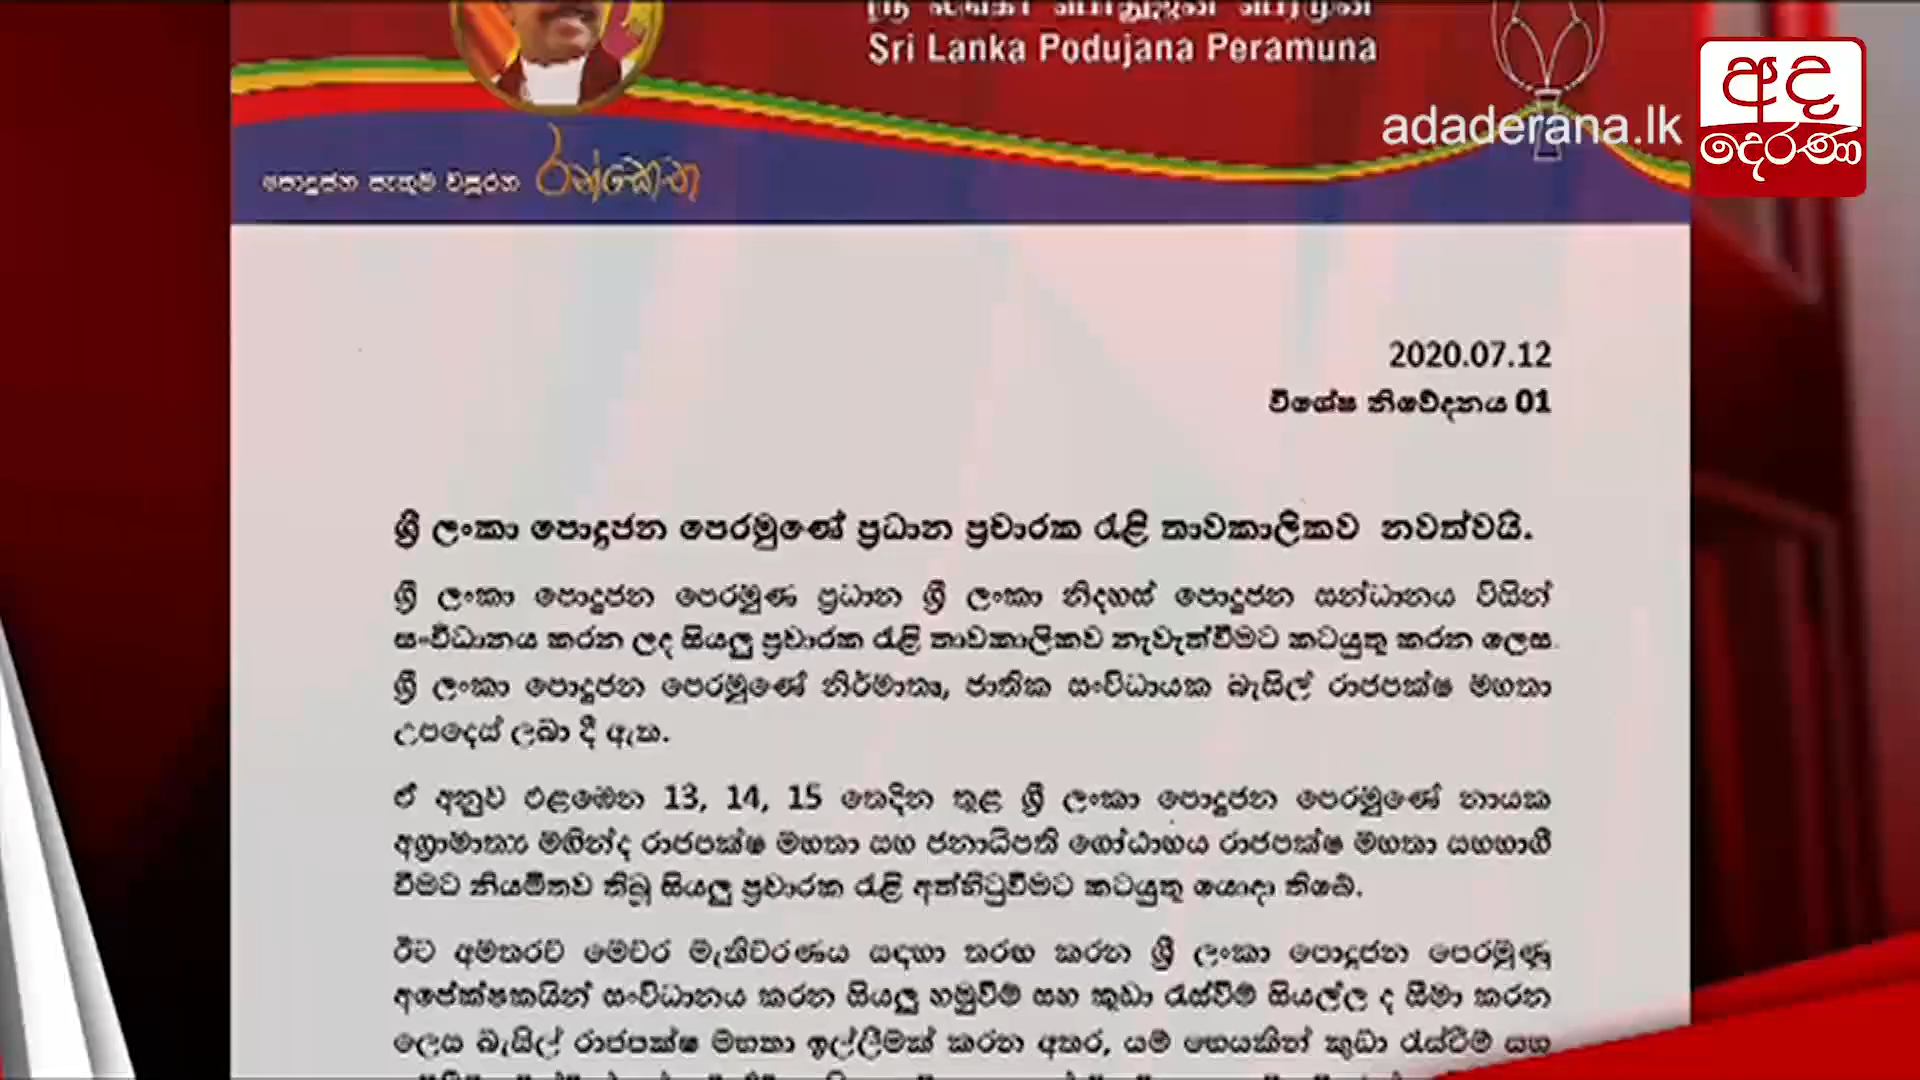 ஸ்ரீ லங்கா பொதுஜன பெரமுன
Sri Lanka Podujana Peramuna
අද
දෙරණ
adaderana.lk
පොදුජන පැතුම් විසුරන රන්කෙත
2020.07.12
විශේෂ නිවේදනය 01
ශ්‍රී ලංකා පොදුජන පෙරමුණේ ප්‍රධාන ප්‍රචාරක රැළි තාවකාලිකව නවත්වයි.
ශ්‍රී ලංකා පොදුජන පෙරමුණ ප්‍රධාන ශ්‍රී ලංකා නිදහස් පොදුජන සන්ධානය විසින්
සංවිධානය කරන ලද සියලු ප්‍රචාරක රැළි තාවකාලිකව නැවැත්වීමට කටයුතු කරන ලෙස
ශ්‍රී ලංකා පොදුජන පෙරමුණේ නිර්මාතෘ, ජාතික සංවිධායක බැසිල් රාජපක්ෂ මහතා
උපදෙස් ලබා දී ඇත.
ඒ අනුව එළඹෙන 13, 14, 15 තෙදින තුළ ශ්‍රී ලංකා පොදුජන පෙරමුණේ නායක
අග්‍රාමාත්‍ය මහින්ද රාජපක්ෂ මහතා සහ ජනාධිපති ගෝඨාභය රාජපක්ෂ මහතා සහභාගී
වීමට නියමිතව තිබූ සියලු ප්‍රචාරක රැළි අත්හිටුවීමට කටයුතු යොදා තිබේ.
ඊට අමතරව මෙවර මැතිවරණය සඳහා තරඟ කරන ශ්‍රී ලංකා පොදුජන පෙරමුණු
අපේක්ෂකයින් සංවිධානය කරන සියලු හමුවීම් සහ කුඩා රැස්වීම් සියල්ල ද සීමා කරන
ලෙස බැසිල් රාජපක්ෂ මහතා ඉල්ලීමක් කරන අතර, යම් හෙයකින් කුඩා රැස්වීම් සහ